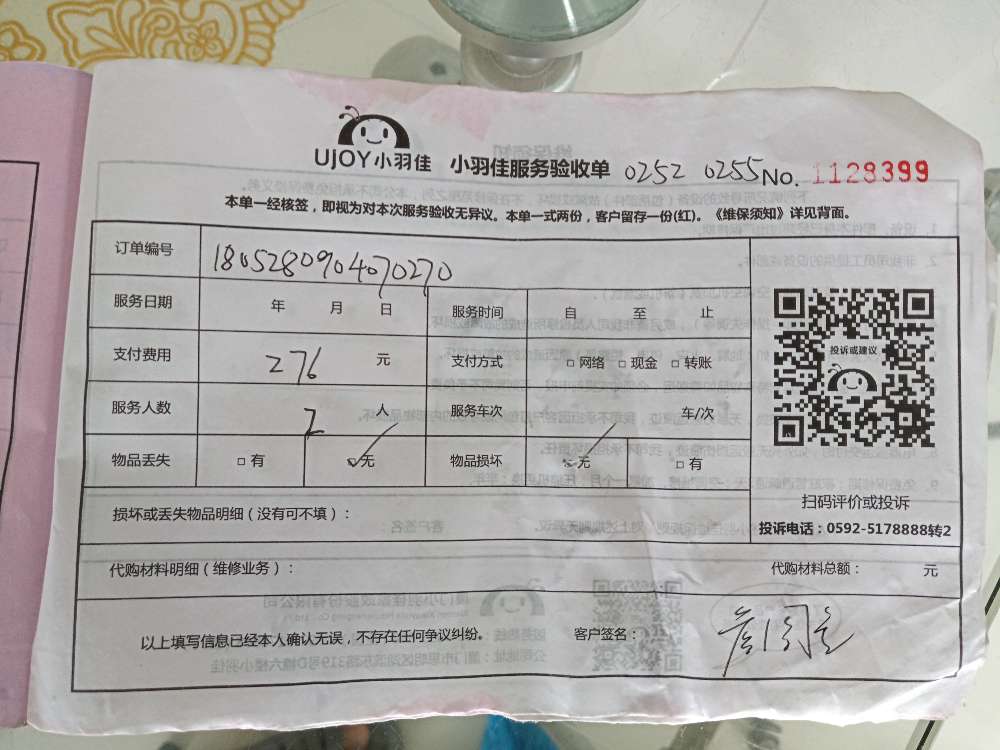 UJOY小羽佳 小羽佳服务验收单 0252 0255 No. 1128399
本单一经核签，即视为对本次服务验收无异议。本单一式两份，客户留存一份(红)。《维保须知》详见背面。
订单编号 1805280904070270
服务日期 年 月 日 服务时间 自 至 止
支付费用 276 元 支付方式 □ 网络 □ 现金 □ 转账
服务人数 2 人 服务车次 车/次
物品丢失 □ 有 ☑无 物品损坏 ☑无 □ 有
投诉或建议
扫码评价或投诉
投诉电话：0592-5178888转2
损坏或丢失物品明细（没有可不填）：
代购材料明细（维修业务）： 代购材料总额： 元
以上填写信息已经本人确认无误，不存在任何争议纠纷。 客户签名：